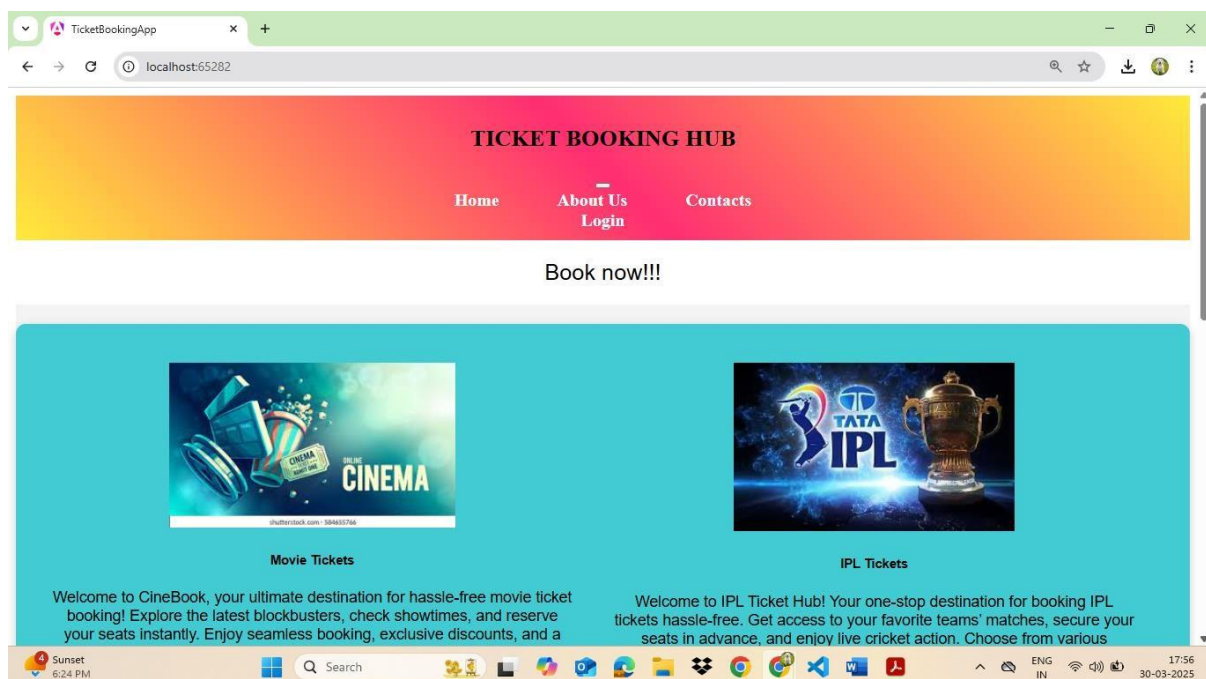 TicketBookingApp
localhost:65282
TICKET BOOKING HUB
Home About Us Contacts
Login
Book now!!!
CINEMA
ADMIT ONE
ONLINE
CINEMA
shutterstock.com · 584655766
TATA
IPL
Movie Tickets
IPL Tickets
Welcome to CineBook, your ultimate destination for hassle-free movie ticket
booking! Explore the latest blockbusters, check showtimes, and reserve
your seats instantly. Enjoy seamless booking, exclusive discounts, and a
Welcome to IPL Ticket Hub! Your one-stop destination for booking IPL
tickets hassle-free. Get access to your favorite teams' matches, secure your
seats in advance, and enjoy live cricket action. Choose from various
4
Sunset
6:24 PM
Search
ENG
IN
17:56
30-03-2025